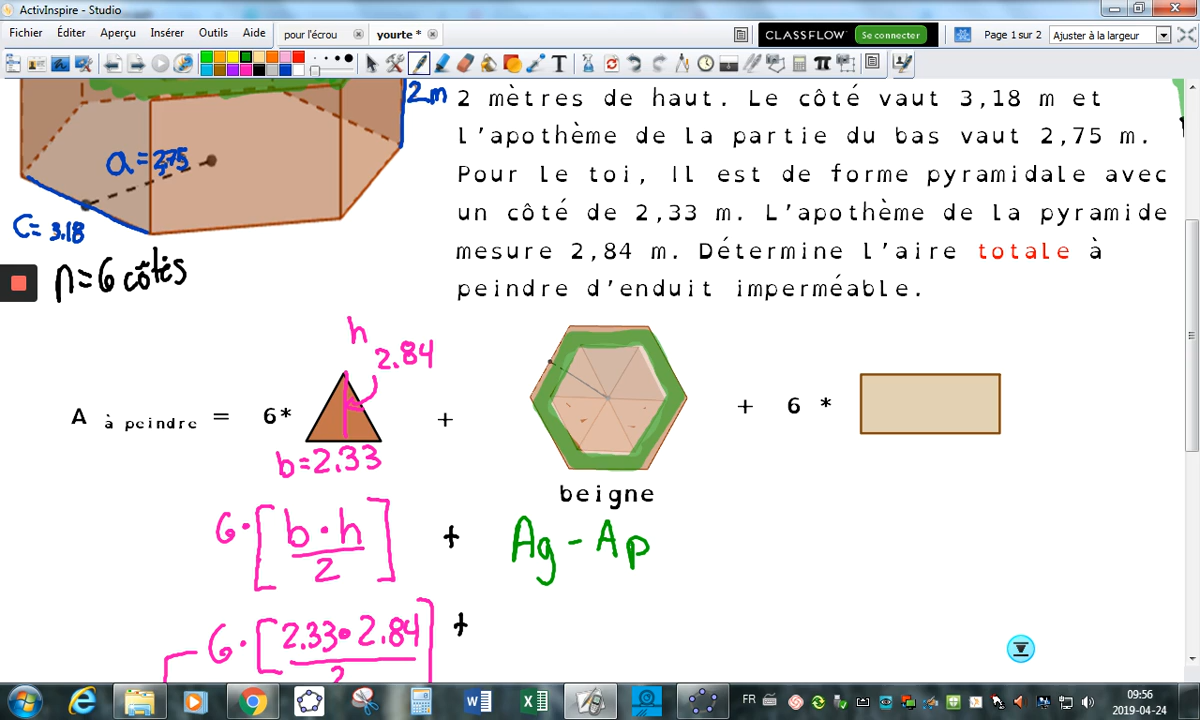 ActivInspire - Studio
Fichier Éditer Aperçu Insérer Outils Aide
pour l'écrou
yourte *
CLASSFLOW
Se connecter
Page 1 sur 2
Ajuster à la largeur
2m
a = 2,75
C = 3.18
n = 6 côtés
2 mètres de haut. Le côté vaut 3,18 m et
l'apothème de la partie du bas vaut 2,75 m.
Pour le toi, Il est de forme pyramidale avec
un côté de 2,33 m. L'apothème de la pyramide
mesure 2,84 m. Détermine l'aire totale à
peindre d'enduit imperméable.
h
2.84
A à peindre = 6* + + 6 *
b = 2.33
beigne
6 · [b · h / 2] + Ag - Ap
6 · [2.33 · 2.84 / 2] +
FR
09:56
2019-04-24